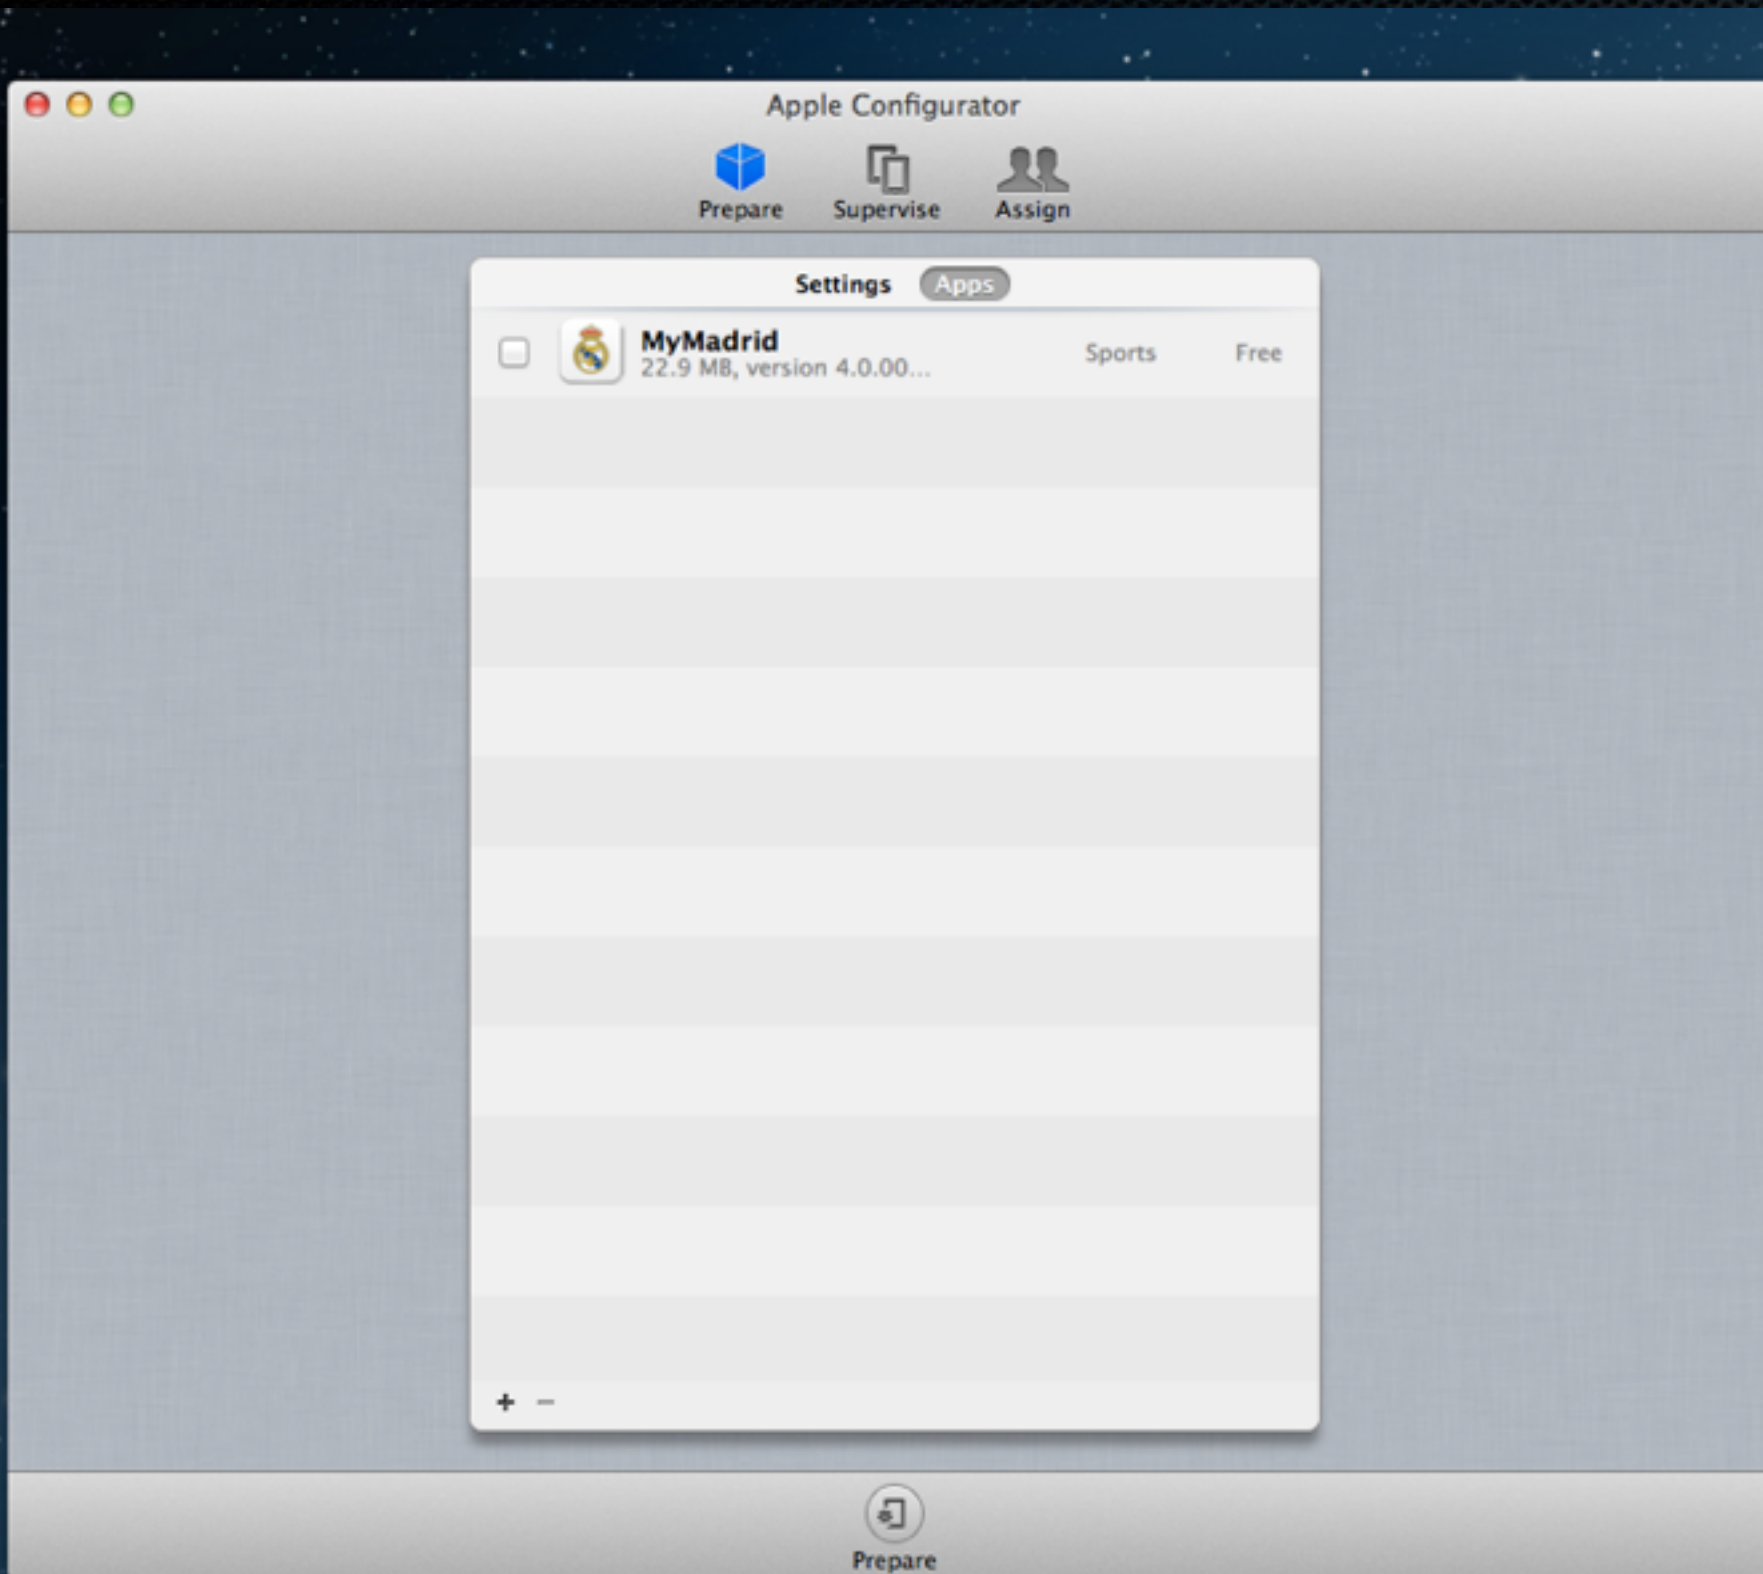 Apple Configurator
Prepare Supervise Assign
Settings Apps
MyMadrid
22.9 MB, version 4.0.00...
Sports Free
+ −
Prepare